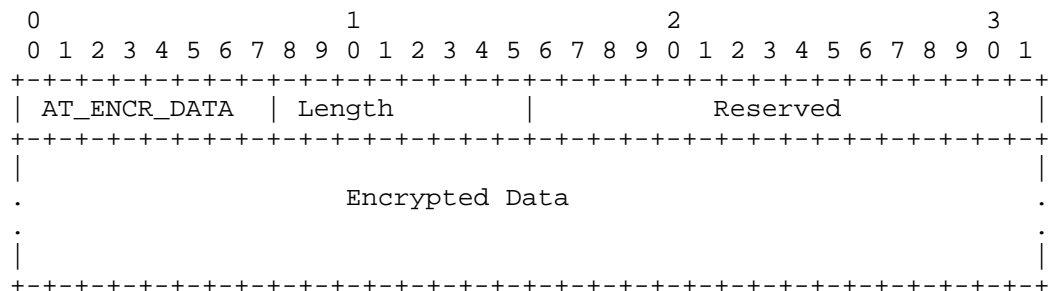 0                   1                   2                   3
 0 1 2 3 4 5 6 7 8 9 0 1 2 3 4 5 6 7 8 9 0 1 2 3 4 5 6 7 8 9 0 1
+-+-+-+-+-+-+-+-+-+-+-+-+-+-+-+-+-+-+-+-+-+-+-+-+-+-+-+-+-+-+-+-+
| AT_ENCR_DATA  | Length        |           Reserved            |
+-+-+-+-+-+-+-+-+-+-+-+-+-+-+-+-+-+-+-+-+-+-+-+-+-+-+-+-+-+-+-+-+
|                                                               |
.                    Encrypted Data                             .
.                                                               .
|                                                               |
+-+-+-+-+-+-+-+-+-+-+-+-+-+-+-+-+-+-+-+-+-+-+-+-+-+-+-+-+-+-+-+-+